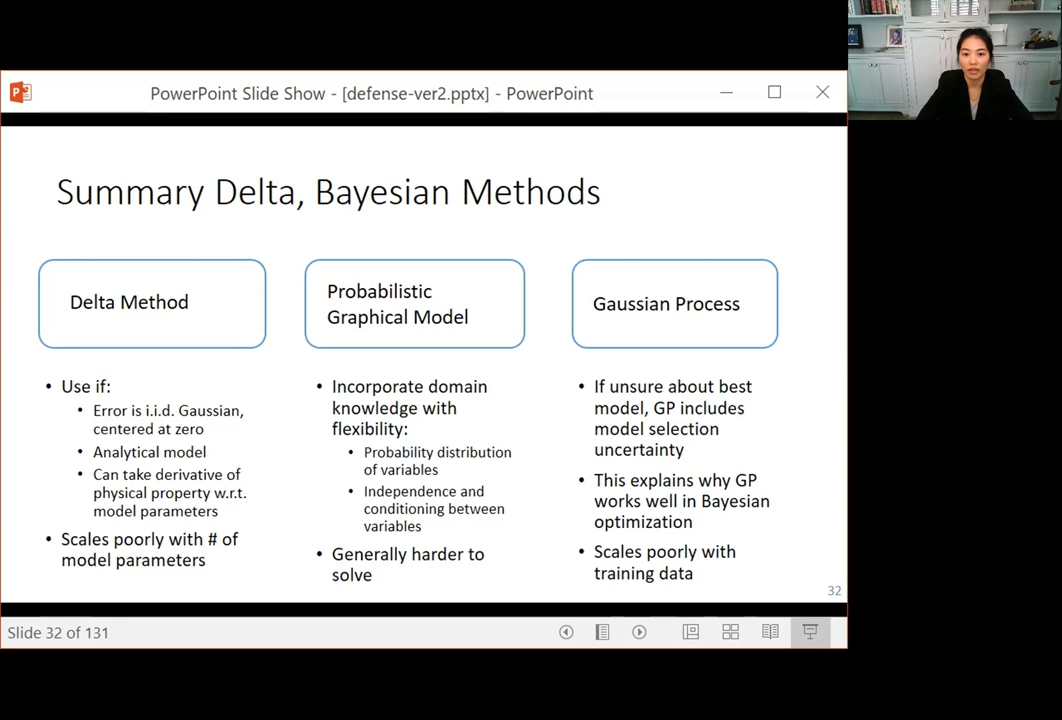 PowerPoint Slide Show - [defense-ver2.pptx] - PowerPoint
Summary Delta, Bayesian Methods
Delta Method
• Use if:
• Error is i.i.d. Gaussian,
centered at zero
• Analytical model
• Can take derivative of
physical property w.r.t.
model parameters
• Scales poorly with # of
model parameters
Probabilistic
Graphical Model
• Incorporate domain
knowledge with
flexibility:
• Probability distribution
of variables
• Independence and
conditioning between
variables
• Generally harder to
solve
Gaussian Process
• If unsure about best
model, GP includes
model selection
uncertainty
• This explains why GP
works well in Bayesian
optimization
• Scales poorly with
training data
32
Slide 32 of 131